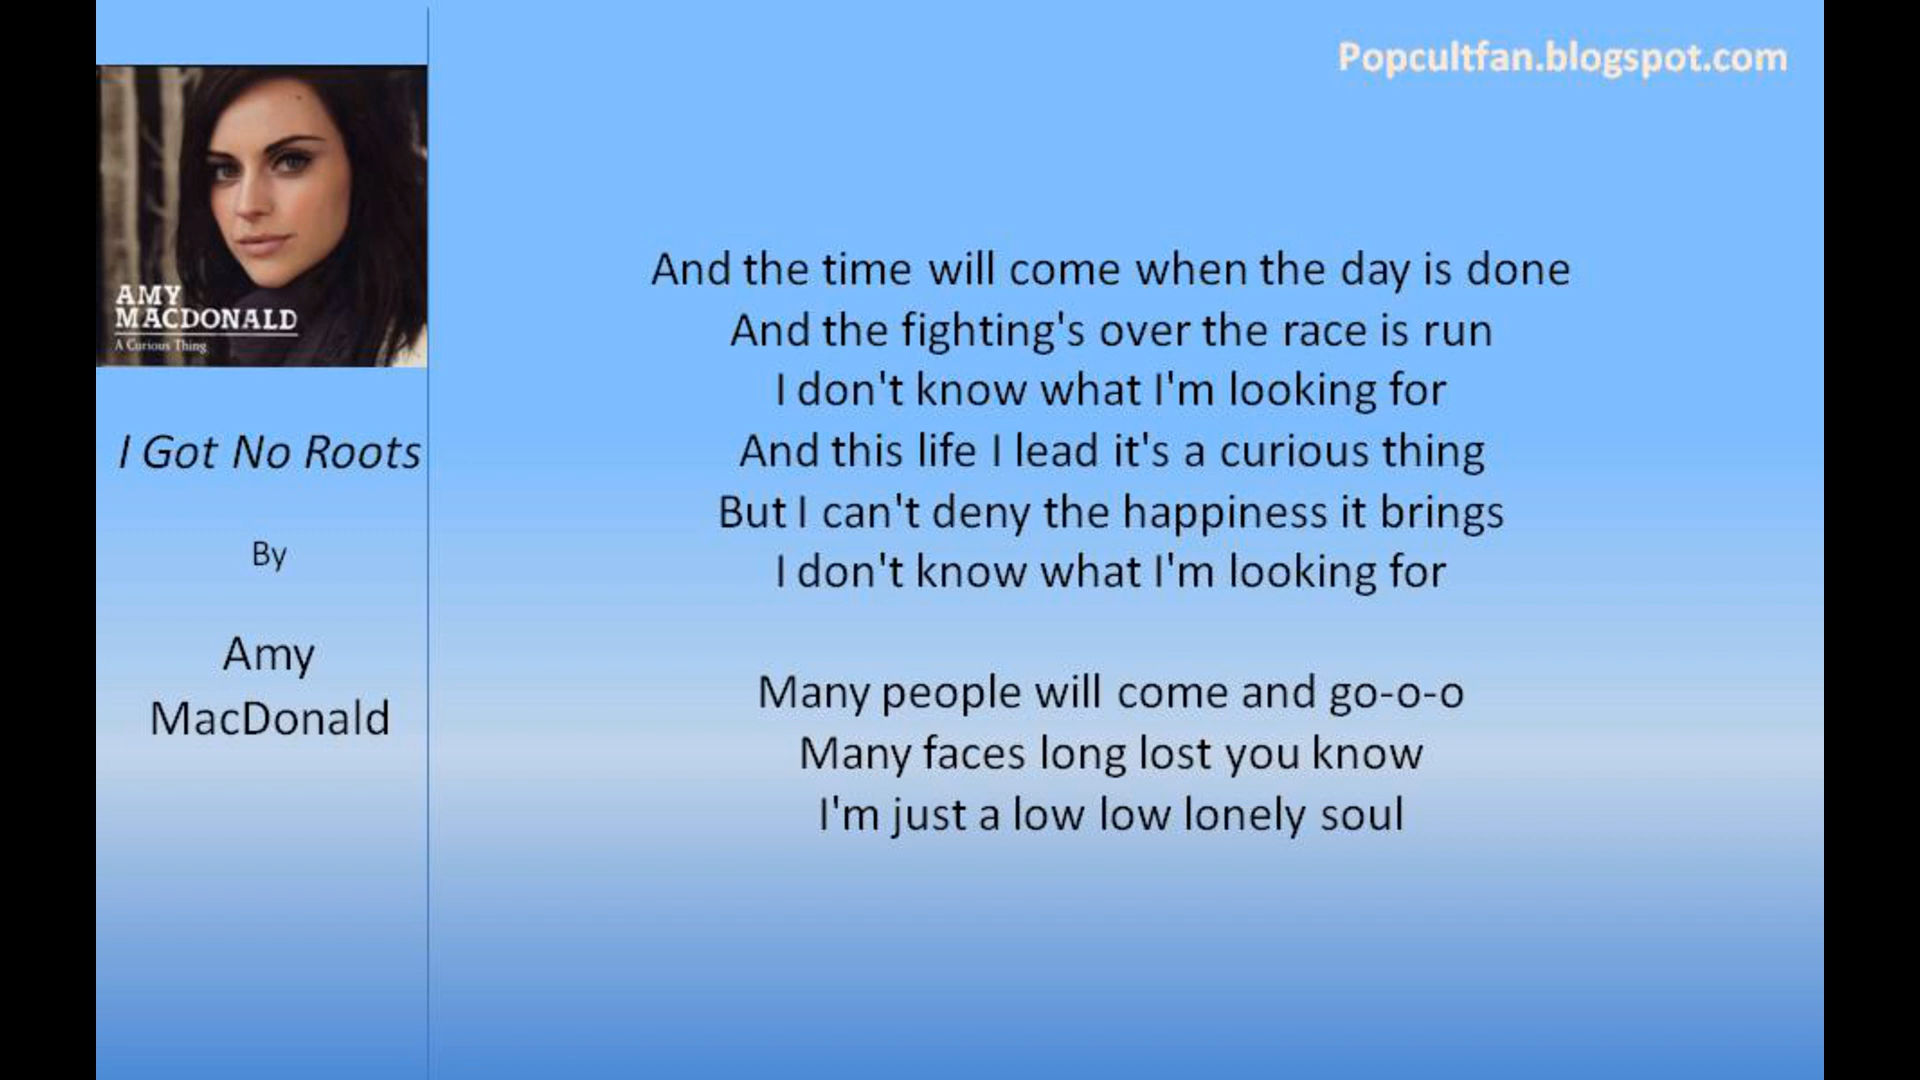 Popcultfan.blogspot.com
AMY
MACDONALD
A Curious Thing
I Got No Roots
By
Amy
MacDonald
And the time will come when the day is done
And the fighting's over the race is run
I don't know what I'm looking for
And this life I lead it's a curious thing
But I can't deny the happiness it brings
I don't know what I'm looking for
Many people will come and go-o-o
Many faces long lost you know
I'm just a low low lonely soul